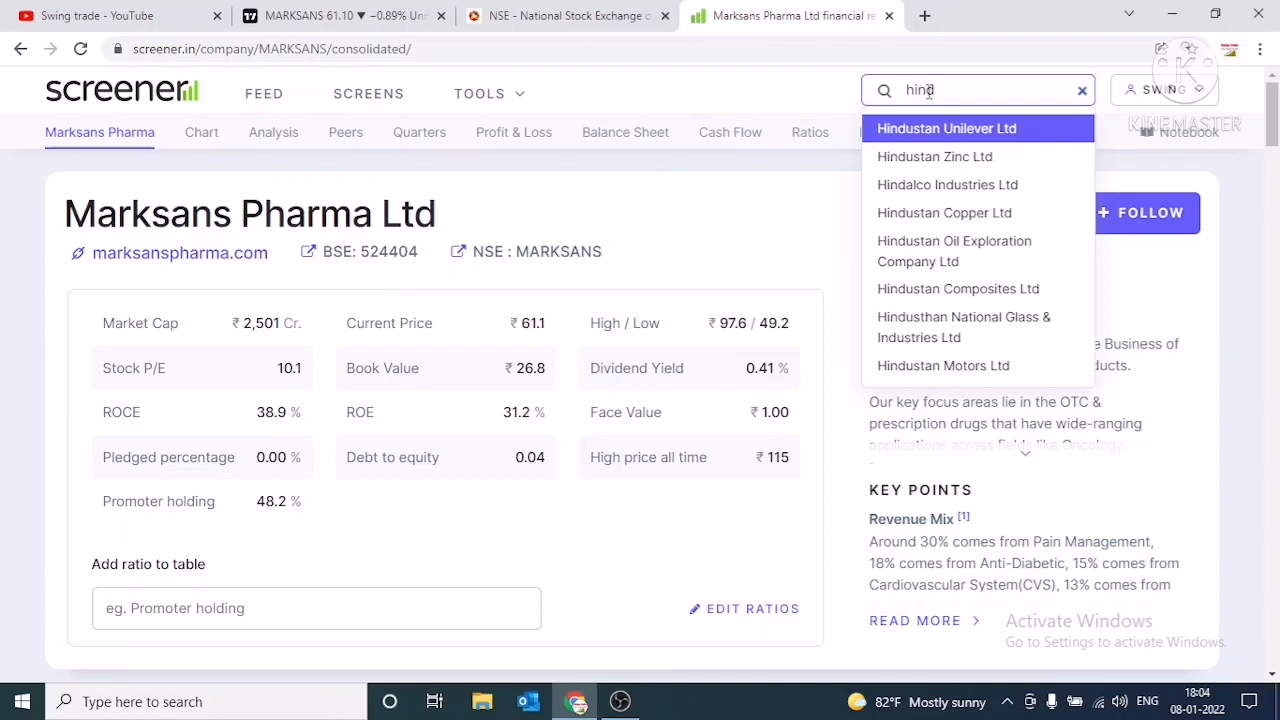 Swing trade - YouTube
MARKSANS 61.10 ▼ −0.89% Un
NSE - National Stock Exchange c
Marksans Pharma Ltd financial re
screener.in/company/MARKSANS/consolidated/
screener
FEED
SCREENS
TOOLS
hind
SWING
KINEMASTER
Marksans Pharma
Chart
Analysis
Peers
Quarters
Profit & Loss
Balance Sheet
Cash Flow
Ratios
Notebook
Hindustan Unilever Ltd
Hindustan Zinc Ltd
Hindalco Industries Ltd
Hindustan Copper Ltd
Hindustan Oil Exploration
Company Ltd
Hindustan Composites Ltd
Hindusthan National Glass &
Industries Ltd
Hindustan Motors Ltd
Marksans Pharma Ltd
+ FOLLOW
marksanspharma.com
BSE: 524404
NSE : MARKSANS
Market Cap ₹ 2,501 Cr.
Current Price ₹ 61.1
High / Low ₹ 97.6 / 49.2
Stock P/E 10.1
Book Value ₹ 26.8
Dividend Yield 0.41 %
ROCE 38.9 %
ROE 31.2 %
Face Value ₹ 1.00
Pledged percentage 0.00 %
Debt to equity 0.04
High price all time ₹ 115
Promoter holding 48.2 %
Add ratio to table
eg. Promoter holding
EDIT RATIOS
e Business of
ducts.
Our key focus areas lie in the OTC &
prescription drugs that have wide-ranging
applications across fields like Oncology,
KEY POINTS
Revenue Mix [1]
Around 30% comes from Pain Management,
18% comes from Anti-Diabetic, 15% comes from
Cardiovascular System(CVS), 13% comes from
READ MORE
Activate Windows
Go to Settings to activate Windows.
Type here to search
82°F Mostly sunny
ENG
18:04
08-01-2022